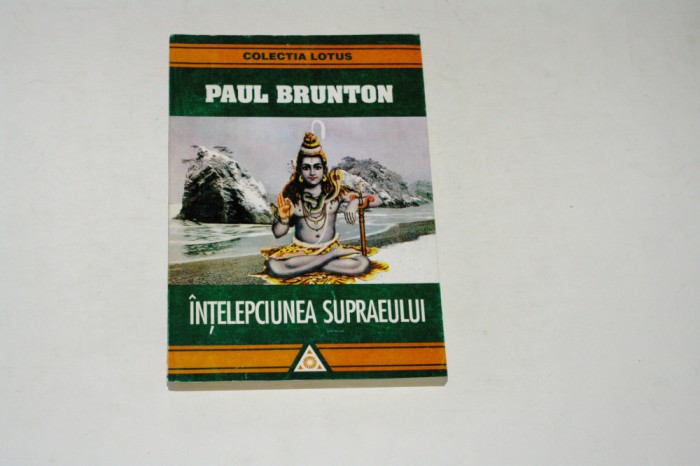 COLECTIA LOTUS
PAUL BRUNTON
ÎNȚELEPCIUNEA SUPRAEULUI